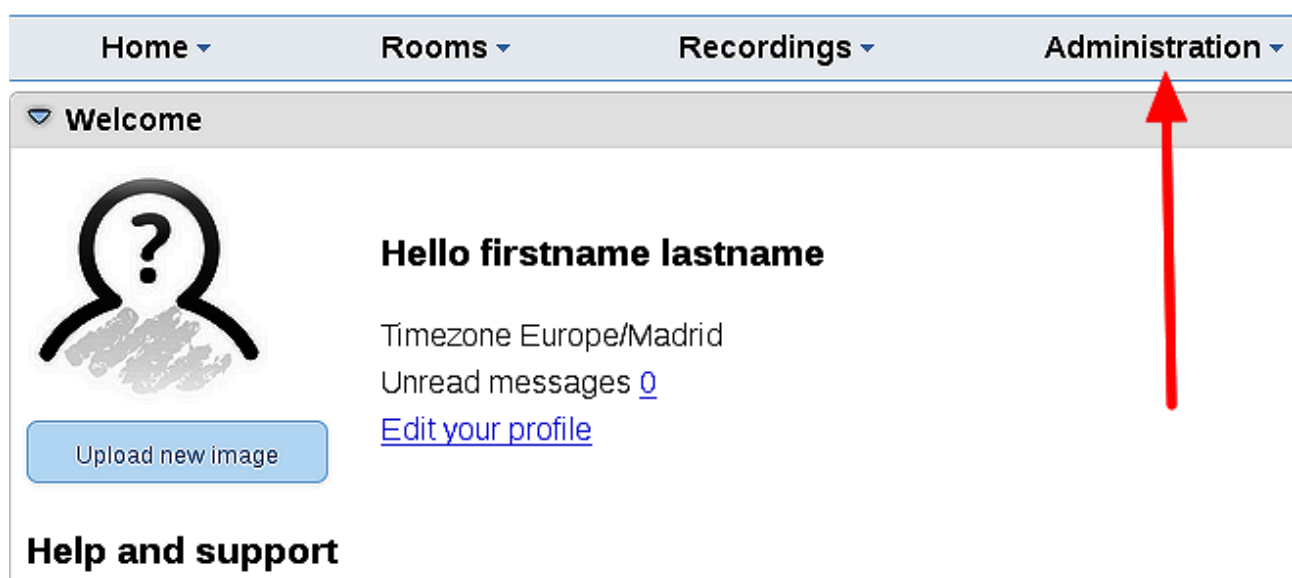 Home Rooms Recordings Administration
Welcome
?
Hello firstname lastname
Timezone Europe/Madrid
Unread messages 0
Edit your profile
Upload new image
Help and support